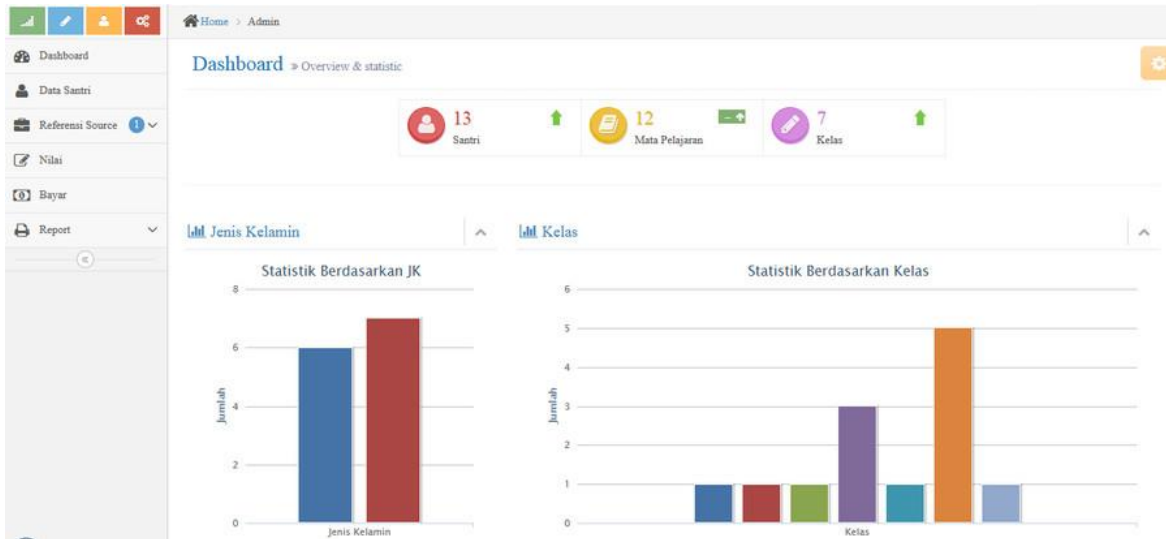 Home > Admin
Dashboard
Data Santri
Referensi Source 1
Nilai
Bayar
Report
Dashboard » Overview & statistic
13
Santri
12
Mata Pelajaran
7
Kelas
Jenis Kelamin
Statistik Berdasarkan JK
8
6
4
2
0
Jumlah
Jenis Kelamin
Kelas
Statistik Berdasarkan Kelas
6
5
4
3
2
1
0
Jumlah
Kelas